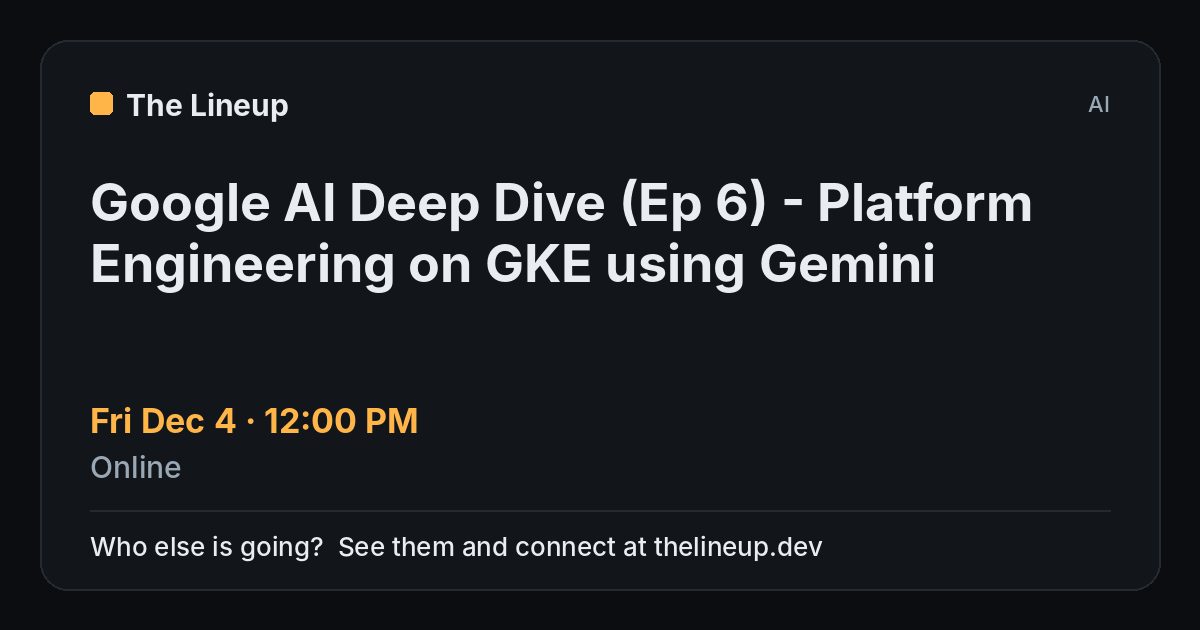 The Lineup
AI
Google AI Deep Dive (Ep 6) - Platform
Engineering on GKE using Gemini
Fri Dec 4 · 12:00 PM
Online
Who else is going? See them and connect at thelineup.dev